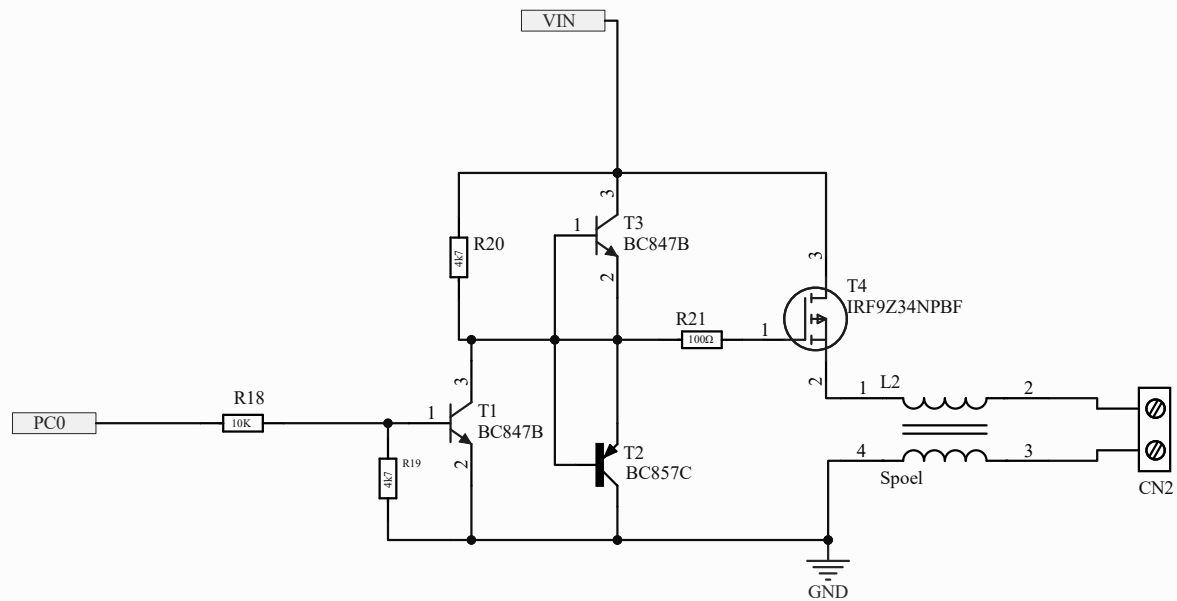 VIN
3
1
T3
BC847B
2
R20
4k7
3
T4
IRF9Z34NPBF
R21
100Ω
1
2
1
L2
2
R18
10K
PC0
3
1
T1
BC847B
2
R19
4k7
T2
BC857C
4
3
Spoel
CN2
GND